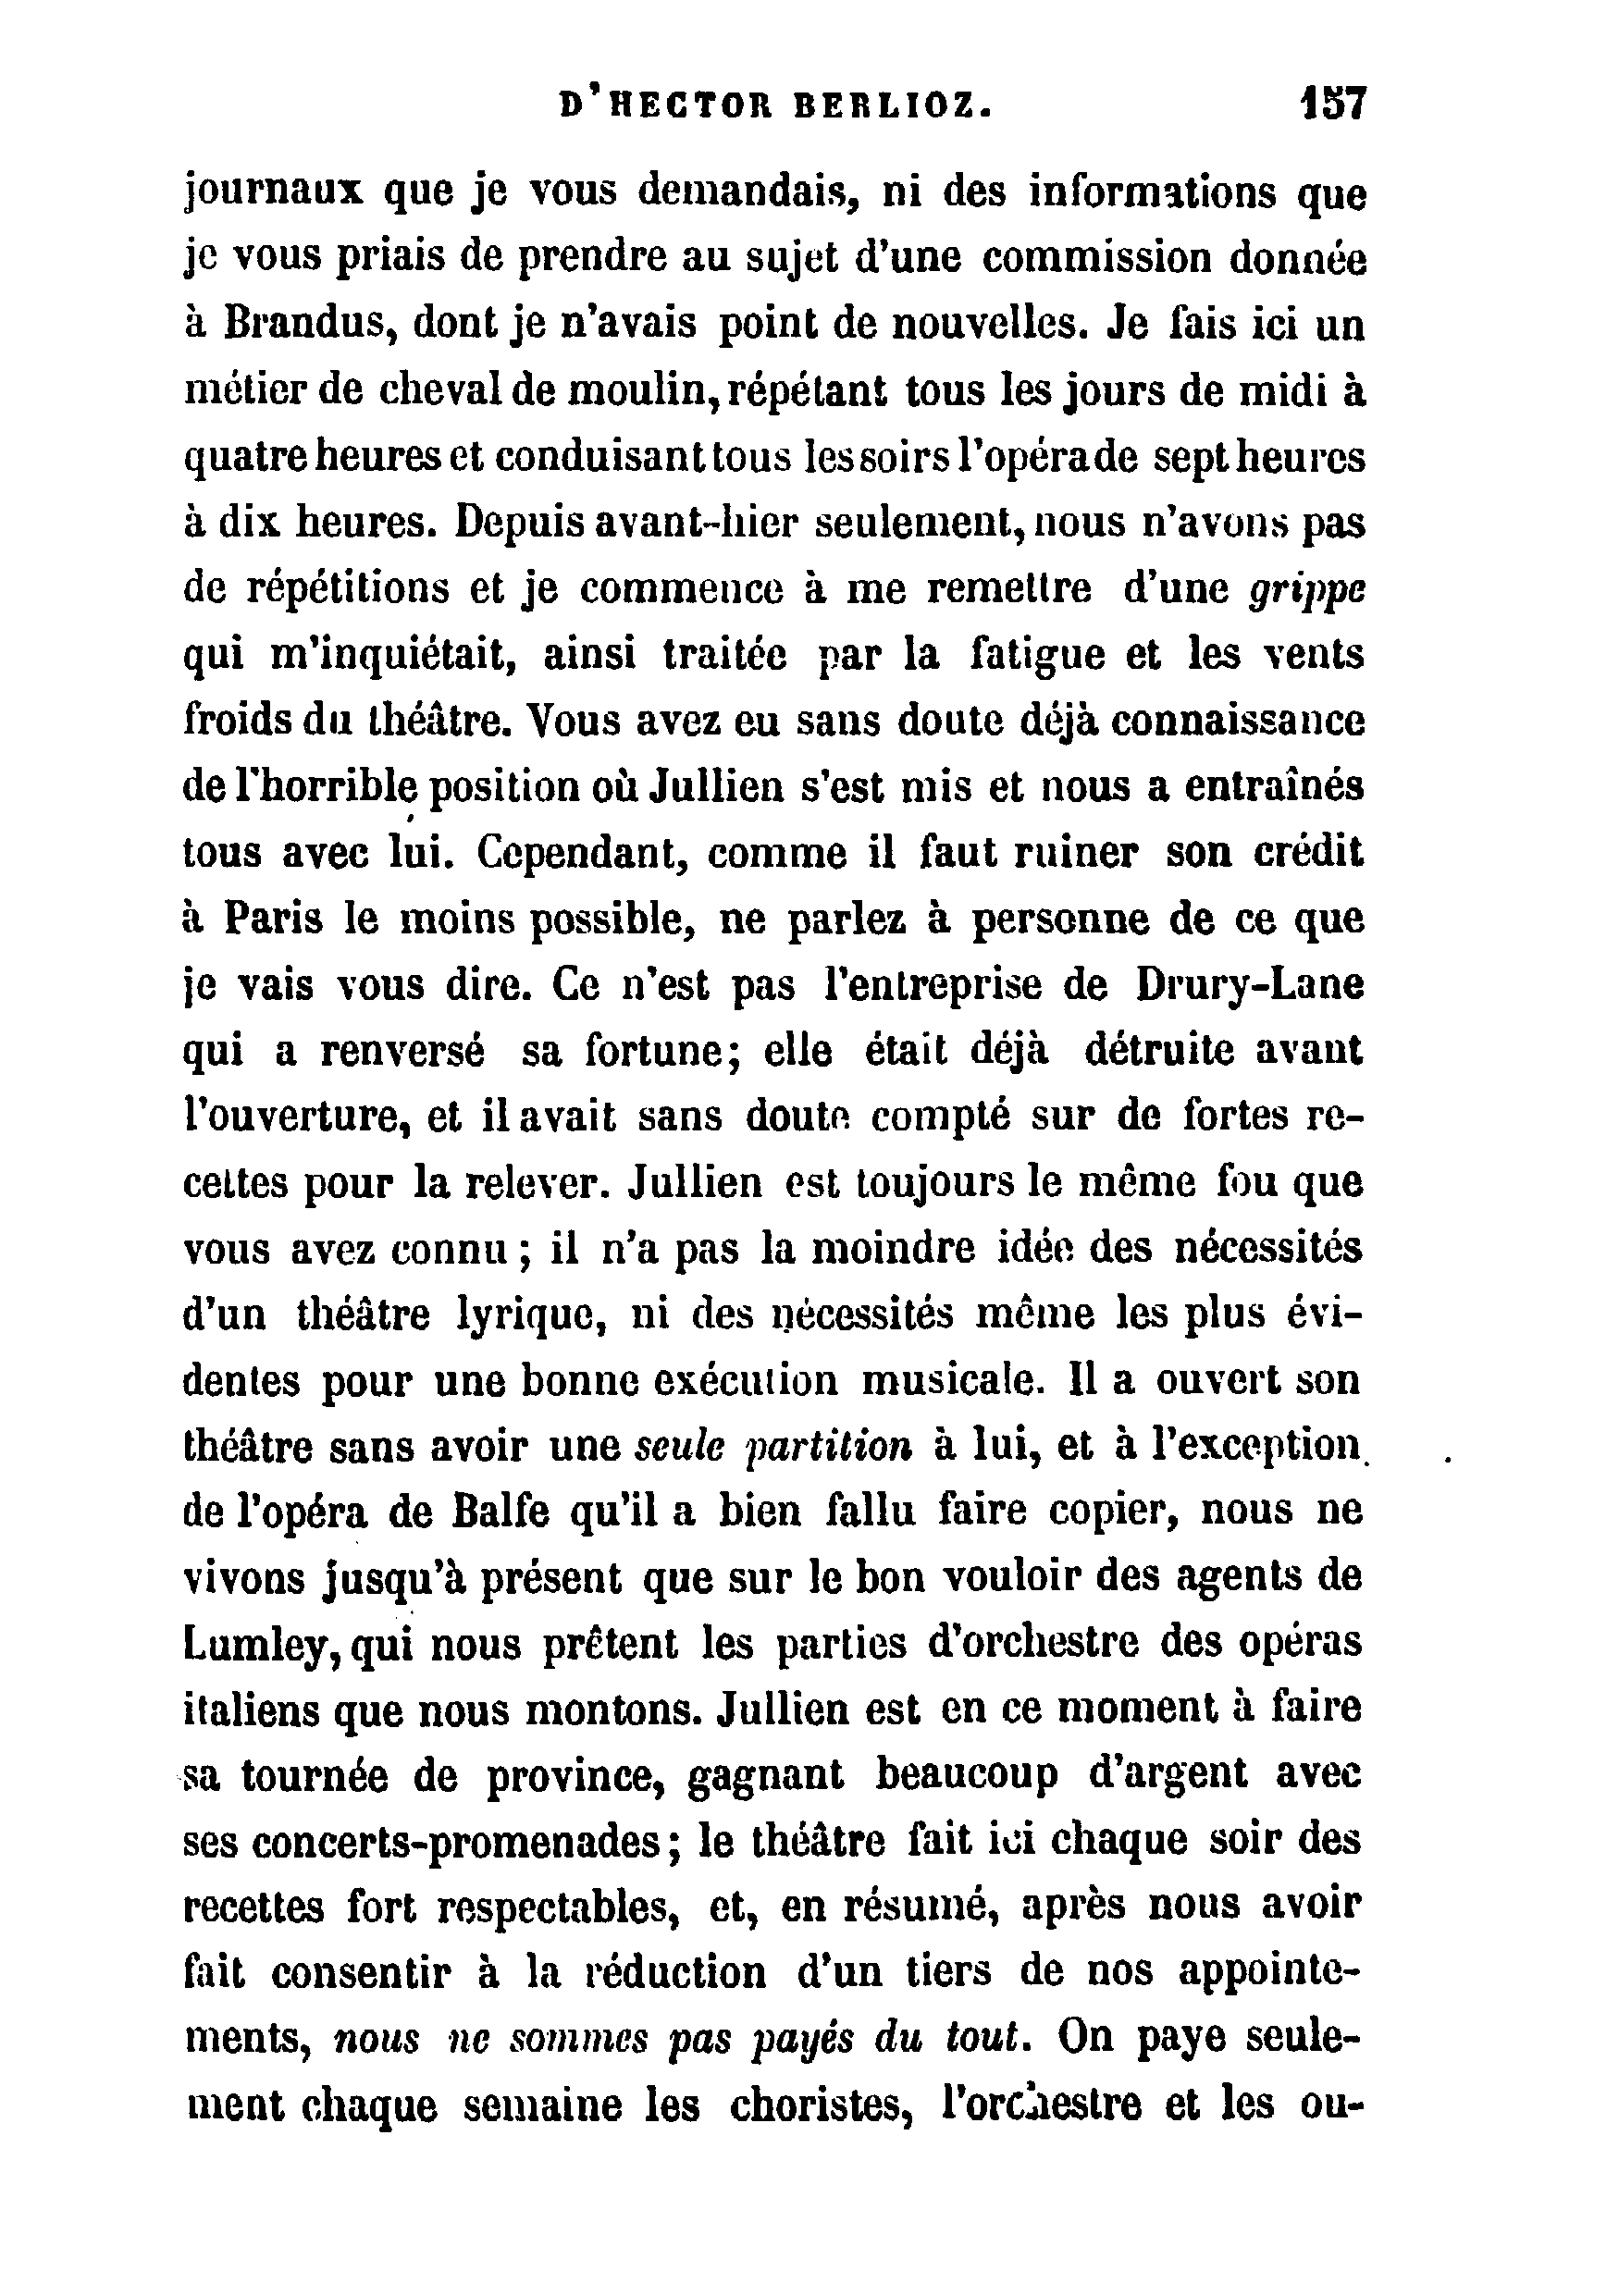 D'HECTOR BERLIOZ. 157
journaux que je vous demandais, ni des informations que
je vous priais de prendre au sujet d'une commission donnée
à Brandus, dont je n'avais point de nouvelles. Je fais ici un
métier de cheval de moulin, répétant tous les jours de midi à
quatre heures et conduisant tous les soirs l'opéra de sept heures
à dix heures. Depuis avant-hier seulement, nous n'avons pas
de répétitions et je commence à me remettre d'une grippe
qui m'inquiétait, ainsi traitée par la fatigue et les vents
froids du théâtre. Vous avez eu sans doute déjà connaissance
de l'horrible position où Jullien s'est mis et nous a entraînés
tous avec lui. Cependant, comme il faut ruiner son crédit
à Paris le moins possible, ne parlez à personne de ce que
je vais vous dire. Ce n'est pas l'entreprise de Drury-Lane
qui a renversé sa fortune; elle était déjà détruite avant
l'ouverture, et il avait sans doute compté sur de fortes re-
cettes pour la relever. Jullien est toujours le même fou que
vous avez connu ; il n'a pas la moindre idée des nécessités
d'un théâtre lyrique, ni des nécessités même les plus évi-
dentes pour une bonne exécution musicale. Il a ouvert son
théâtre sans avoir une seule partition à lui, et à l'exception
de l'opéra de Balfe qu'il a bien fallu faire copier, nous ne
vivons jusqu'à présent que sur le bon vouloir des agents de
Lumley, qui nous prêtent les parties d'orchestre des opéras
italiens que nous montons. Jullien est en ce moment à faire
sa tournée de province, gagnant beaucoup d'argent avec
ses concerts-promenades; le théâtre fait ici chaque soir des
recettes fort respectables, et, en résumé, après nous avoir
fait consentir à la réduction d'un tiers de nos appointe-
ments, nous ne sommes pas payés du tout. On paye seule-
ment chaque semaine les choristes, l'orchestre et les ou-